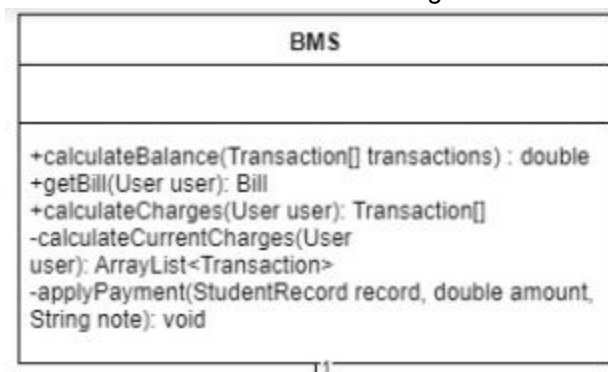 BMS
+calculateBalance(Transaction[] transactions) : double
+getBill(User user): Bill
+calculateCharges(User user): Transaction[]
-calculateCurrentCharges(User
user): ArrayList<Transaction>
-applyPayment(StudentRecord record, double amount,
String note): void